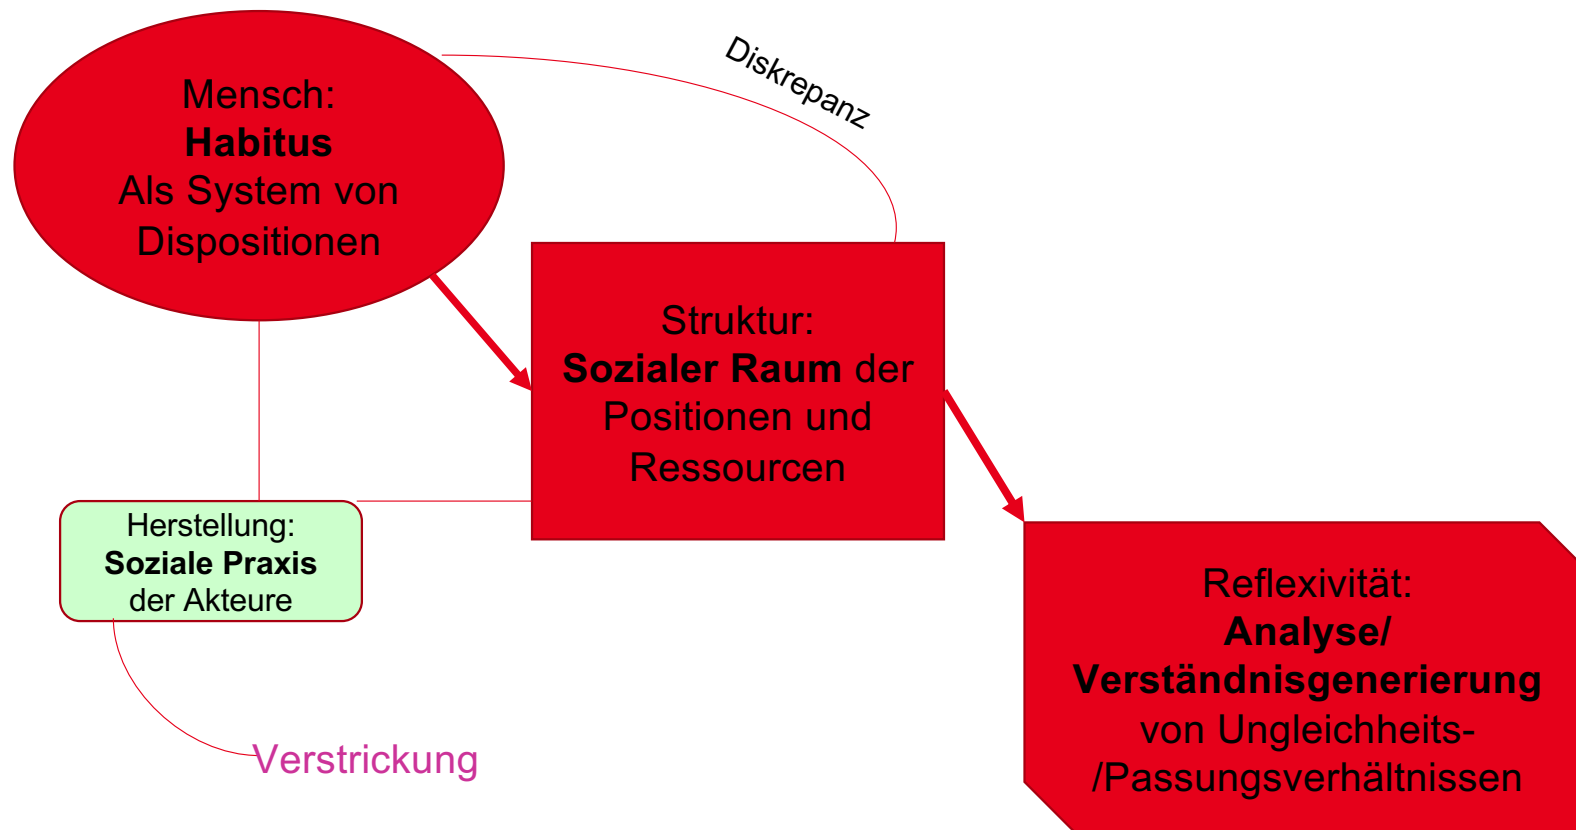 Mensch:
Habitus
Als System von
Dispositionen
Diskrepanz
Struktur:
Sozialer Raum der
Positionen und
Ressourcen
Herstellung:
Soziale Praxis
der Akteure
Verstrickung
Reflexivität:
Analyse/
Verständnisgenerierung
von Ungleichheits-
/Passungsverhältnissen